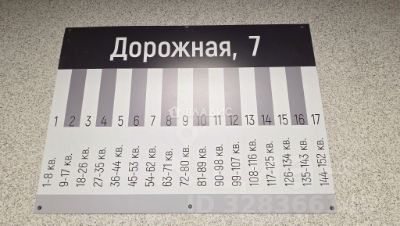 Дорожная, 7
1 2 3 4 5 6 7 8 9 10 11 12 13 14 15 16 17
1-8 кв.
9-17 кв.
18-26 кв.
27-35 кв.
36-44 кв.
45-53 кв.
54-62 кв.
63-71 кв.
72-80 кв.
81-89 кв.
90-98 кв.
99-107 кв.
108-116 кв.
117-125 кв.
126-134 кв.
135-143 кв.
144-152 кв.